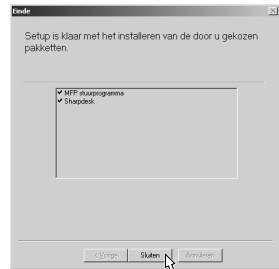 Einde
Setup is klaar met het installeren van de door u gekozen
pakketten.
MFP stuurprogramma
Sharpdesk
< Vorige
Sluiten
Annuleren